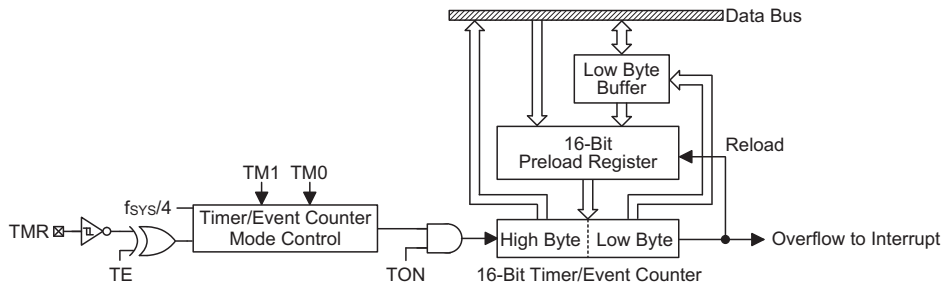 Data Bus
Low Byte
Buffer
16-Bit
Preload Register
Reload
TM1 TM0
fSYS/4
Timer/Event Counter
Mode Control
TMR
TE
TON
High Byte
Low Byte
Overflow to Interrupt
16-Bit Timer/Event Counter